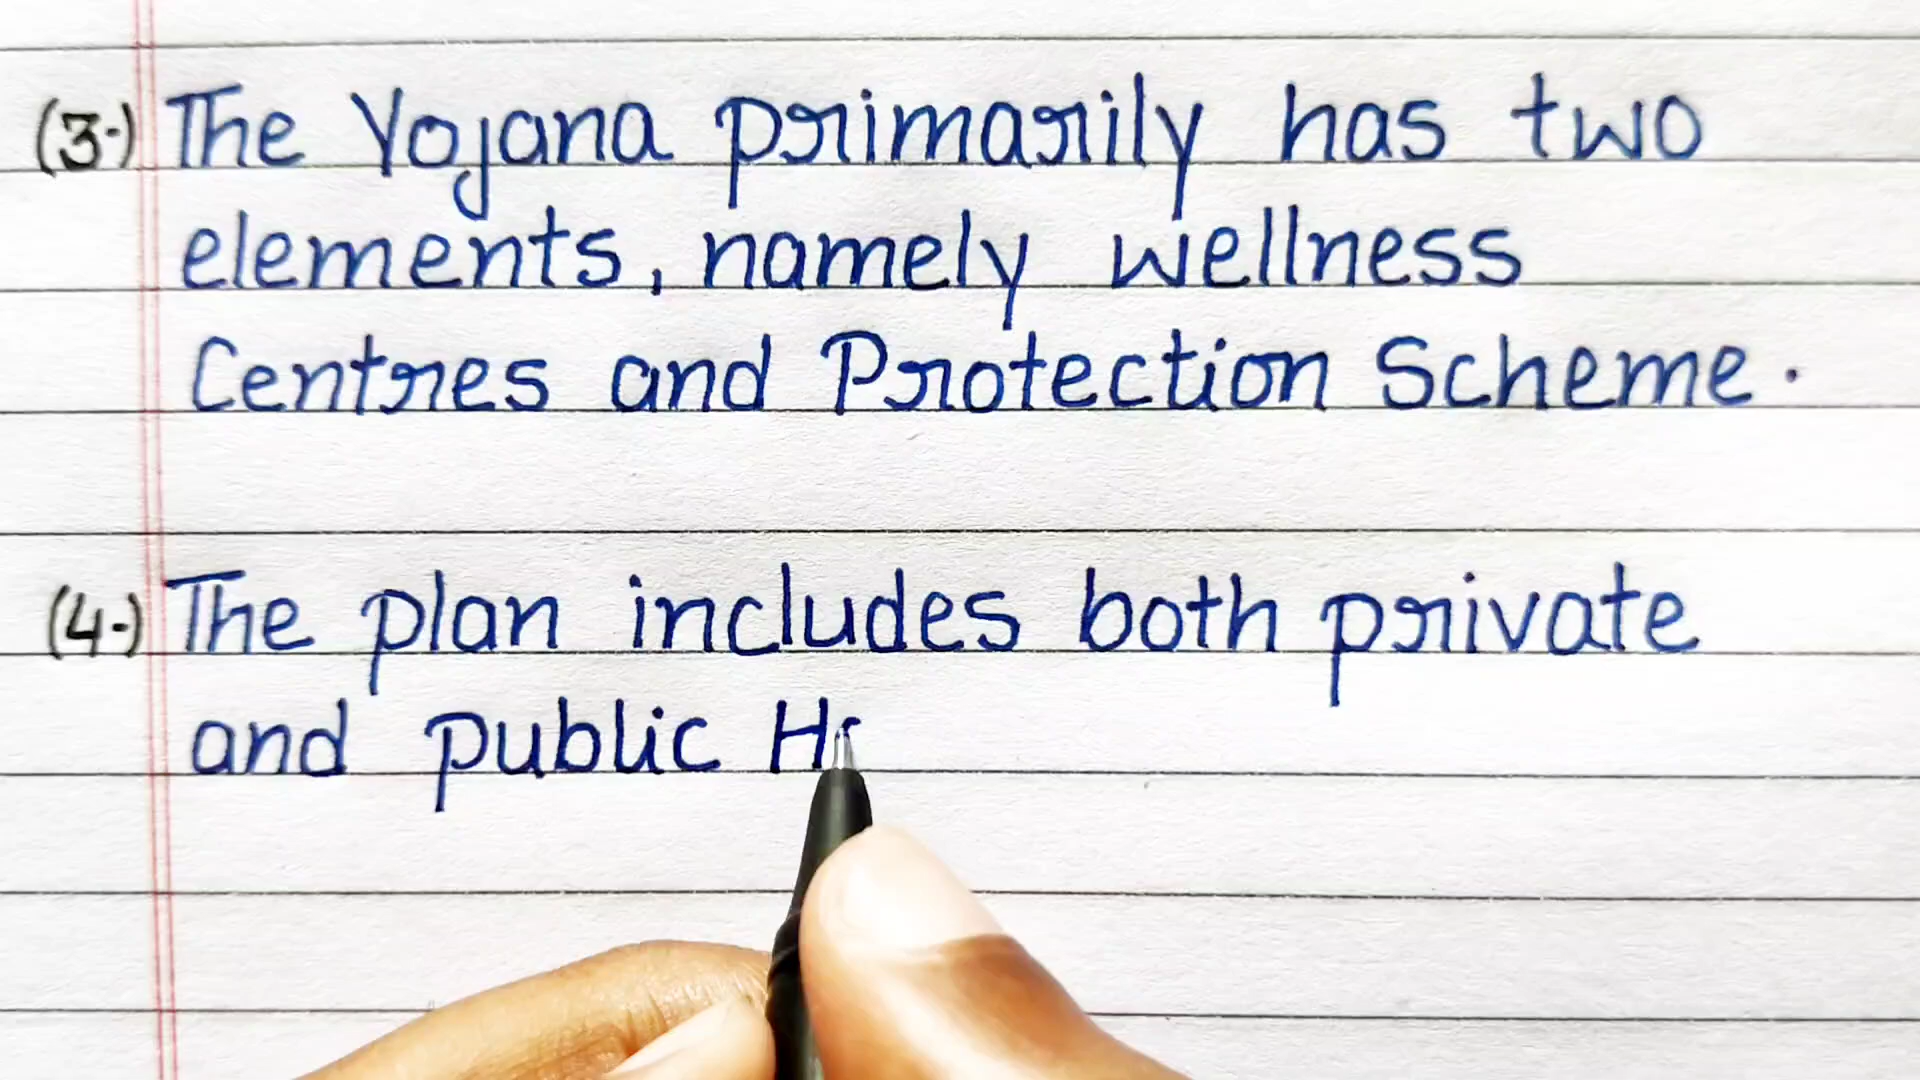 (3.) The Yojana primarily has two
elements, namely wellness
Centres and Protection Scheme.
(4.) The plan includes both private
and public